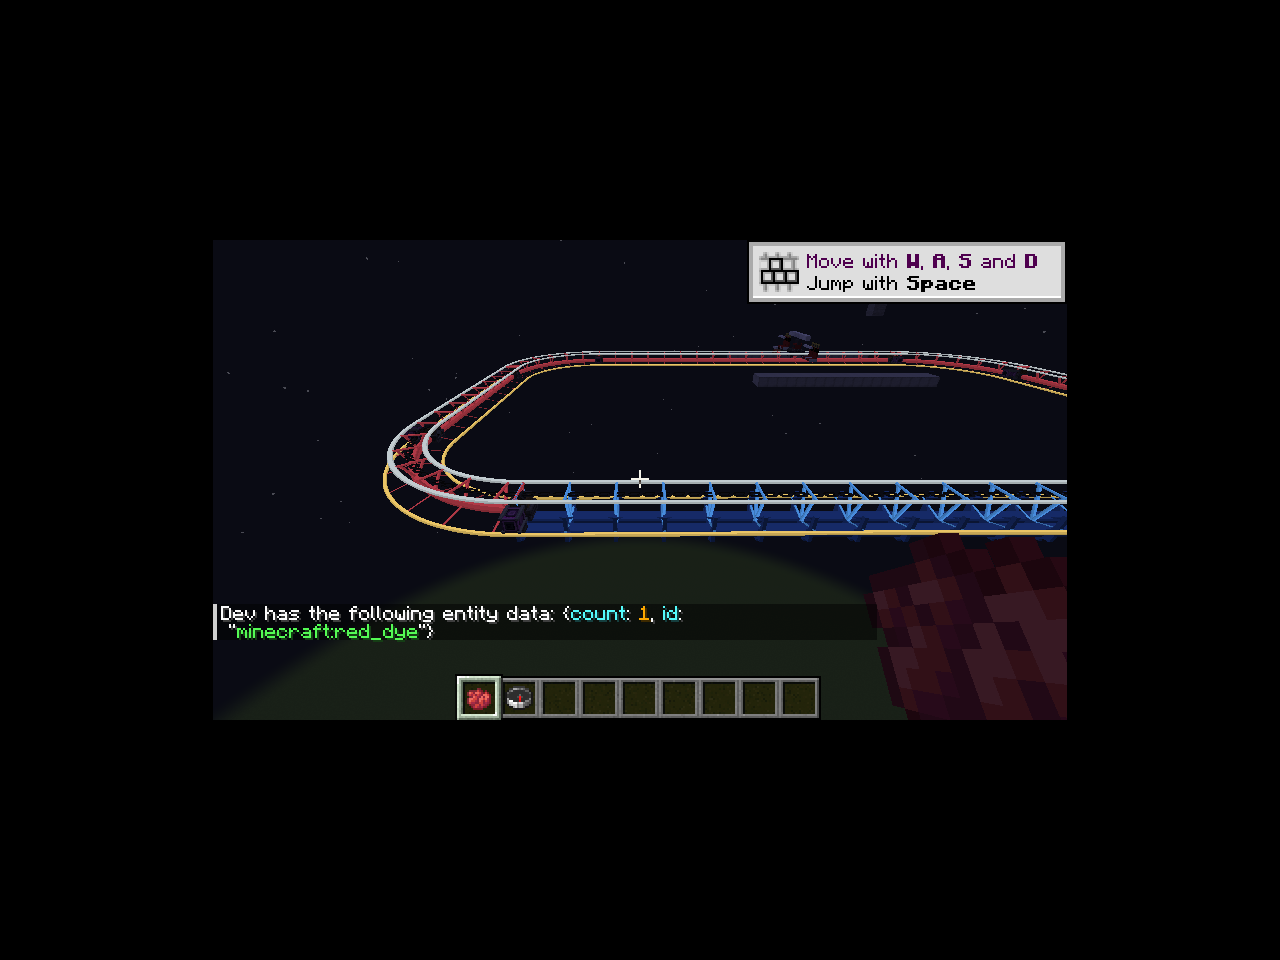 Move with W, A, S and D
Jump with Space
Dev has the following entity data: {count: 1, id:
"minecraft:red_dye"}